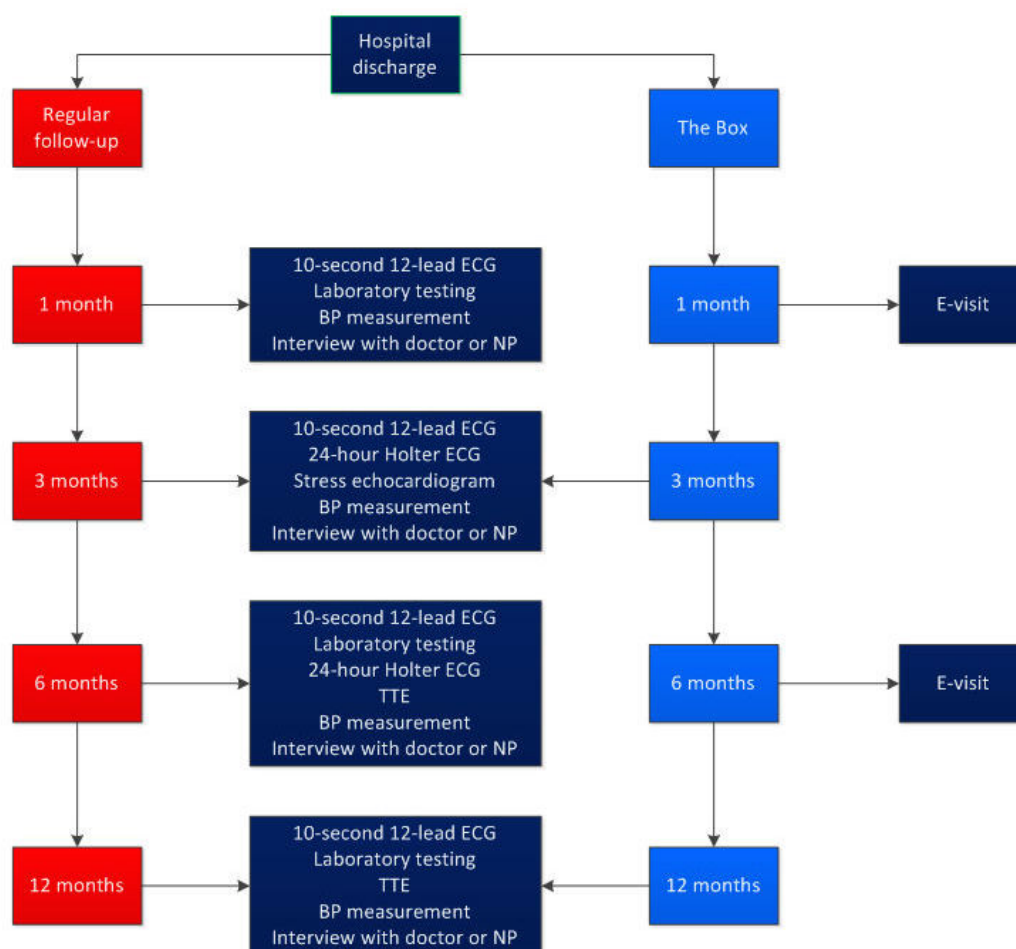 Hospital
discharge
Regular
follow-up
The Box
1 month
10-second 12-lead ECG
Laboratory testing
BP measurement
Interview with doctor or NP
1 month
E-visit
3 months
10-second 12-lead ECG
24-hour Holter ECG
Stress echocardiogram
BP measurement
Interview with doctor or NP
3 months
6 months
10-second 12-lead ECG
Laboratory testing
24-hour Holter ECG
TTE
BP measurement
Interview with doctor or NP
6 months
E-visit
12 months
10-second 12-lead ECG
Laboratory testing
TTE
BP measurement
Interview with doctor or NP
12 months